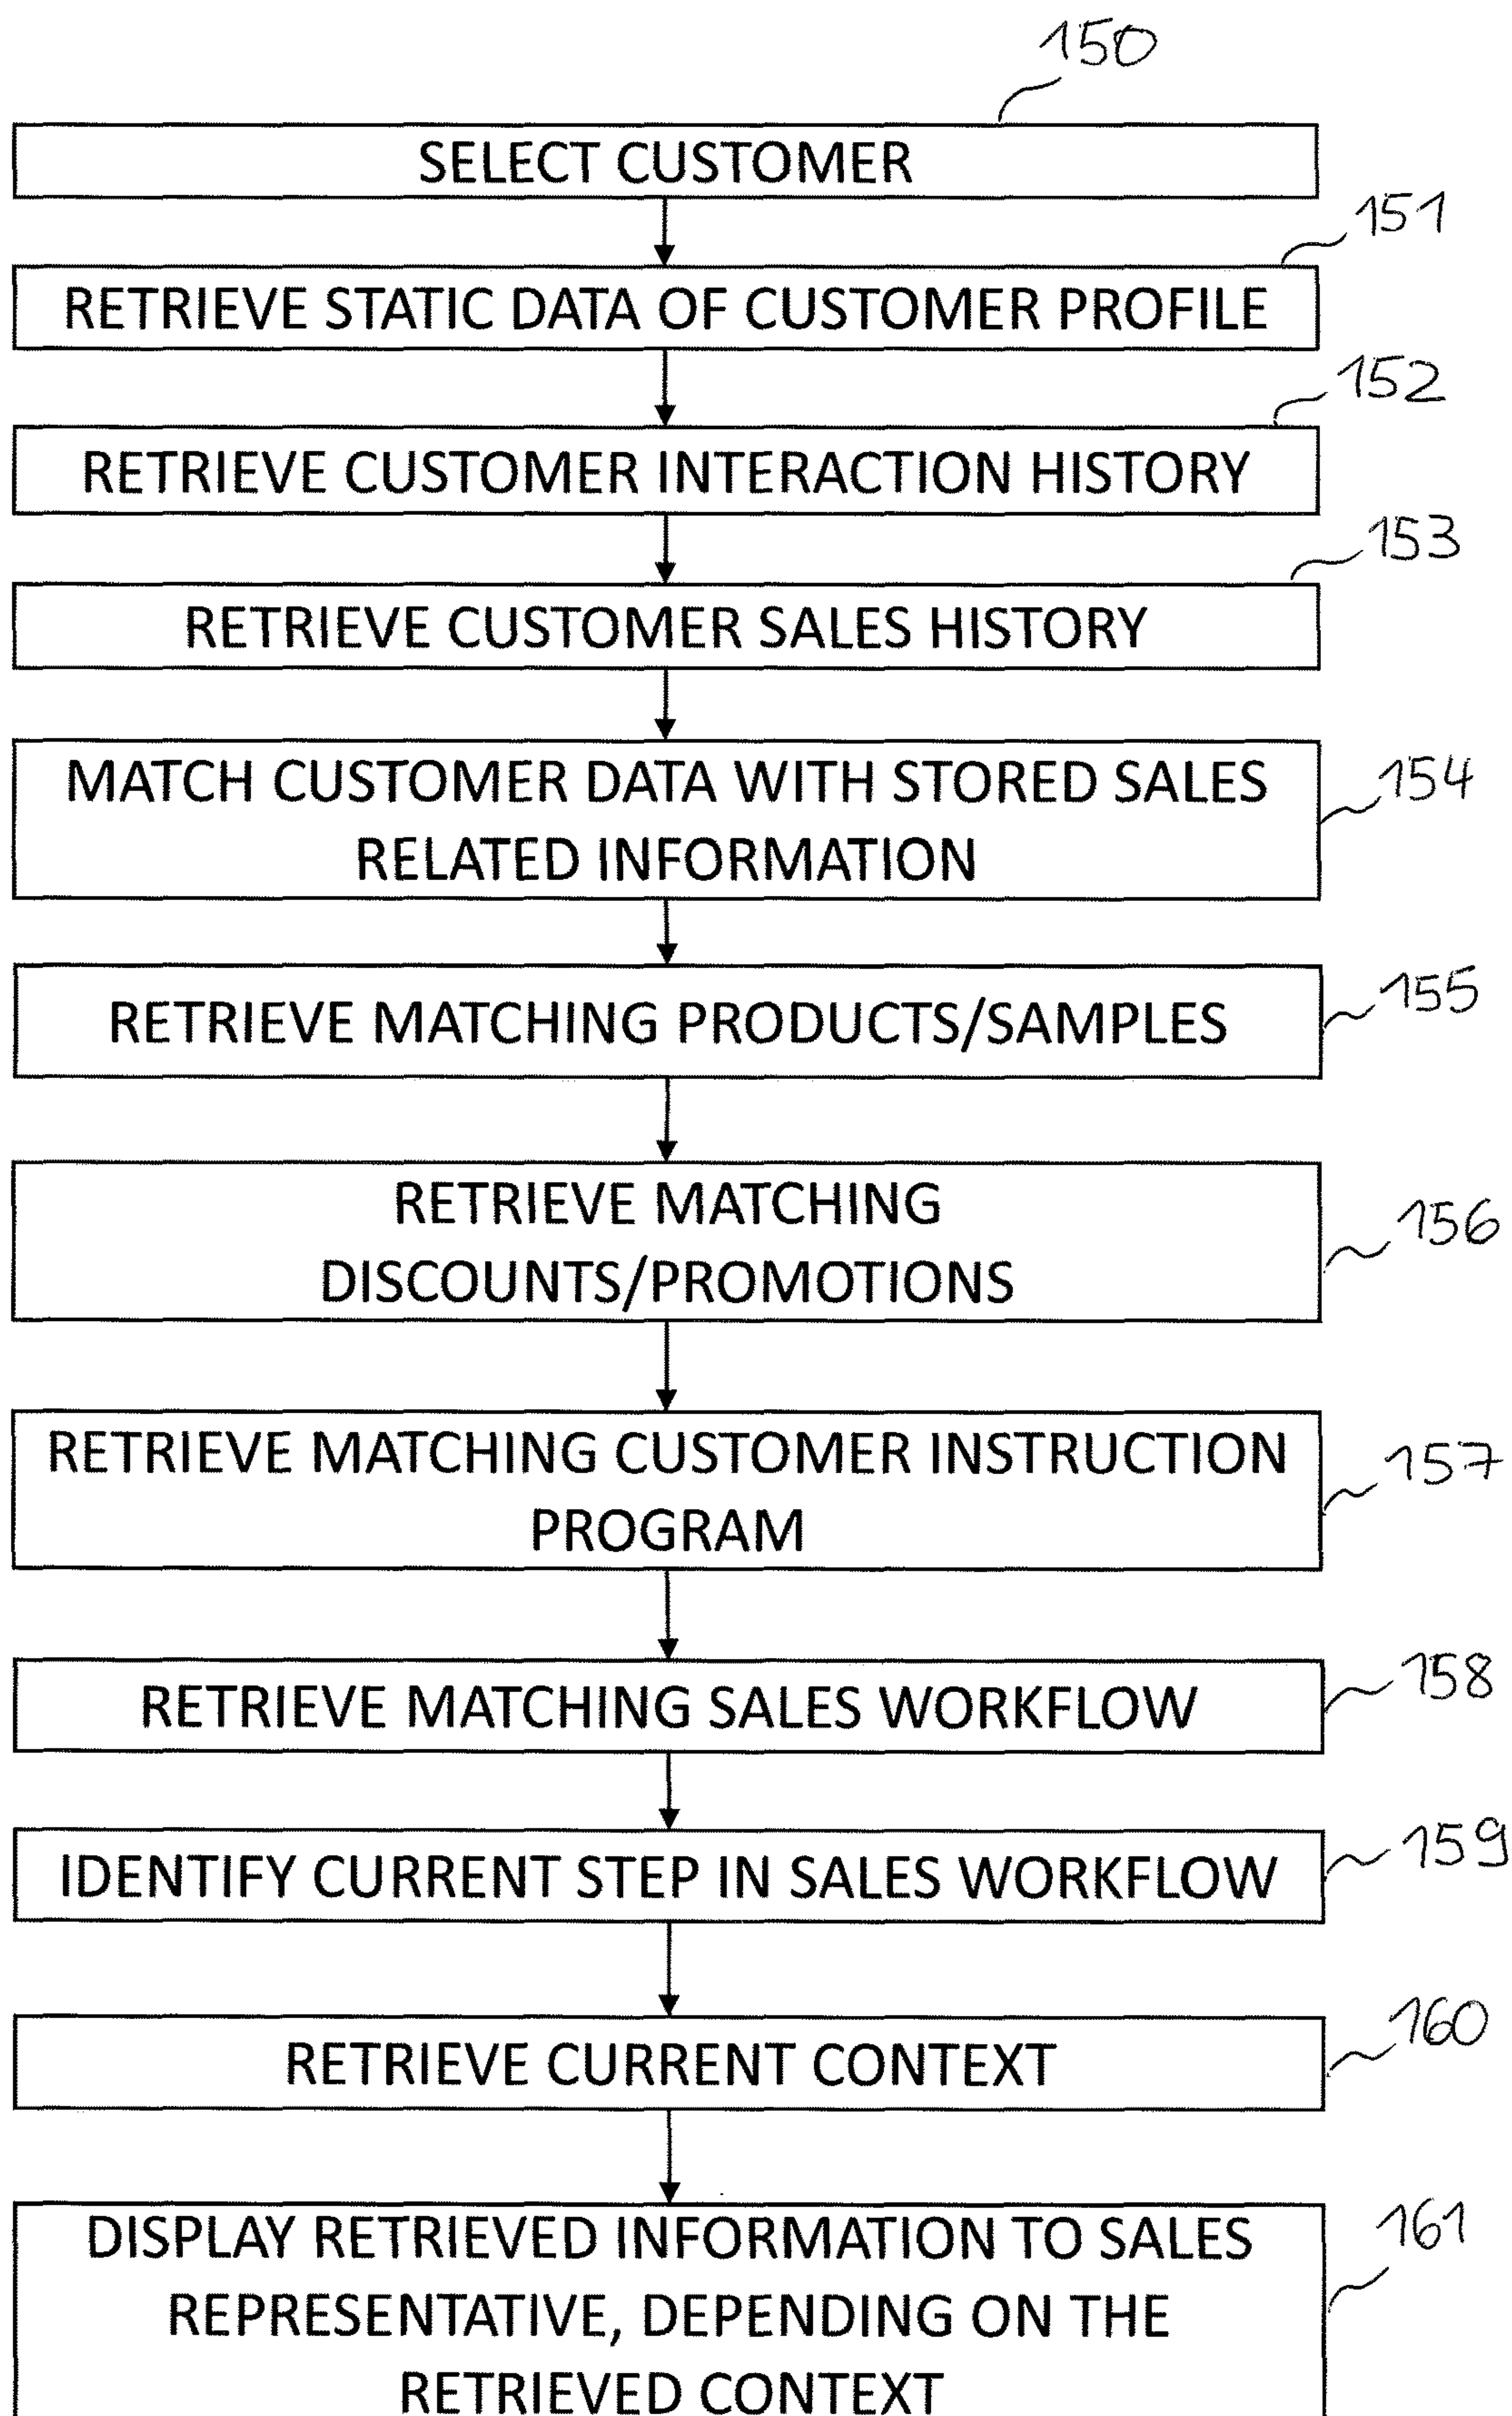 150
SELECT CUSTOMER
151
RETRIEVE STATIC DATA OF CUSTOMER PROFILE
152
RETRIEVE CUSTOMER INTERACTION HISTORY
153
RETRIEVE CUSTOMER SALES HISTORY
MATCH CUSTOMER DATA WITH STORED SALES
RELATED INFORMATION
154
RETRIEVE MATCHING PRODUCTS/SAMPLES
155
RETRIEVE MATCHING
DISCOUNTS/PROMOTIONS
156
RETRIEVE MATCHING CUSTOMER INSTRUCTION
PROGRAM
157
RETRIEVE MATCHING SALES WORKFLOW
158
IDENTIFY CURRENT STEP IN SALES WORKFLOW
159
RETRIEVE CURRENT CONTEXT
160
DISPLAY RETRIEVED INFORMATION TO SALES
REPRESENTATIVE, DEPENDING ON THE
RETRIEVED CONTEXT
161